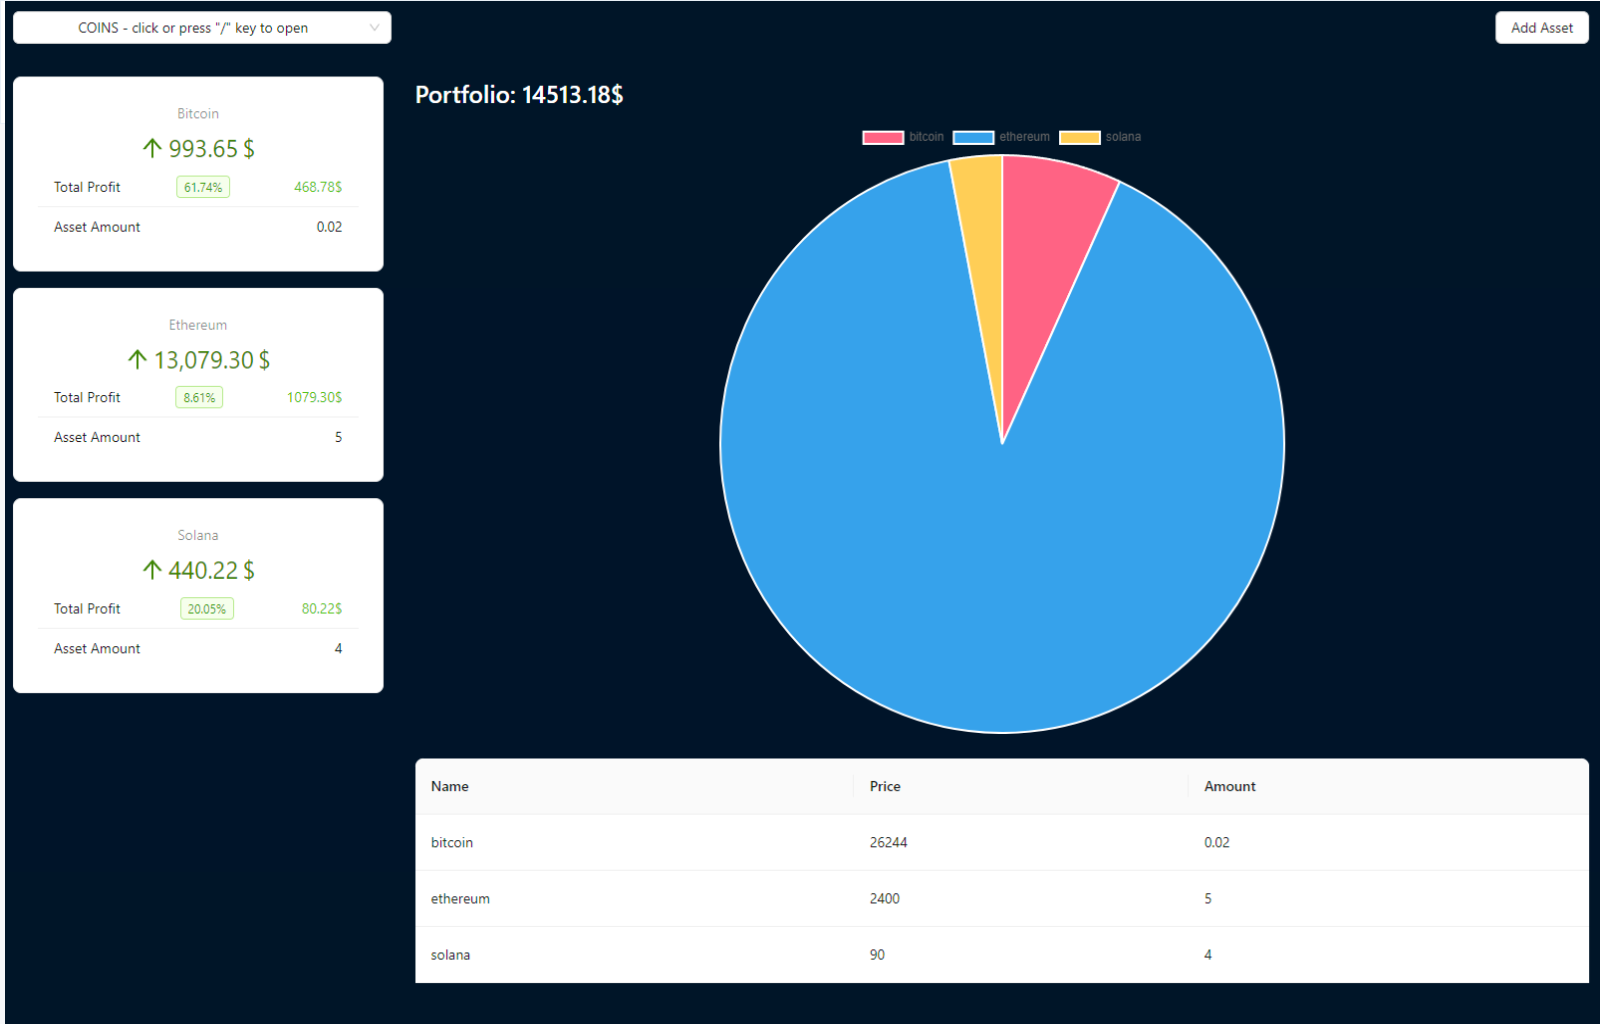 COINS - click or press "/" key to open
Add Asset
Bitcoin
993.65 $
Total Profit 61.74% 468.78$
Asset Amount 0.02
Ethereum
13,079.30 $
Total Profit 8.61% 1079.30$
Asset Amount 5
Solana
440.22 $
Total Profit 20.05% 80.22$
Asset Amount 4
Portfolio: 14513.18$
bitcoin ethereum solana
Name Price Amount
bitcoin 26244 0.02
ethereum 2400 5
solana 90 4